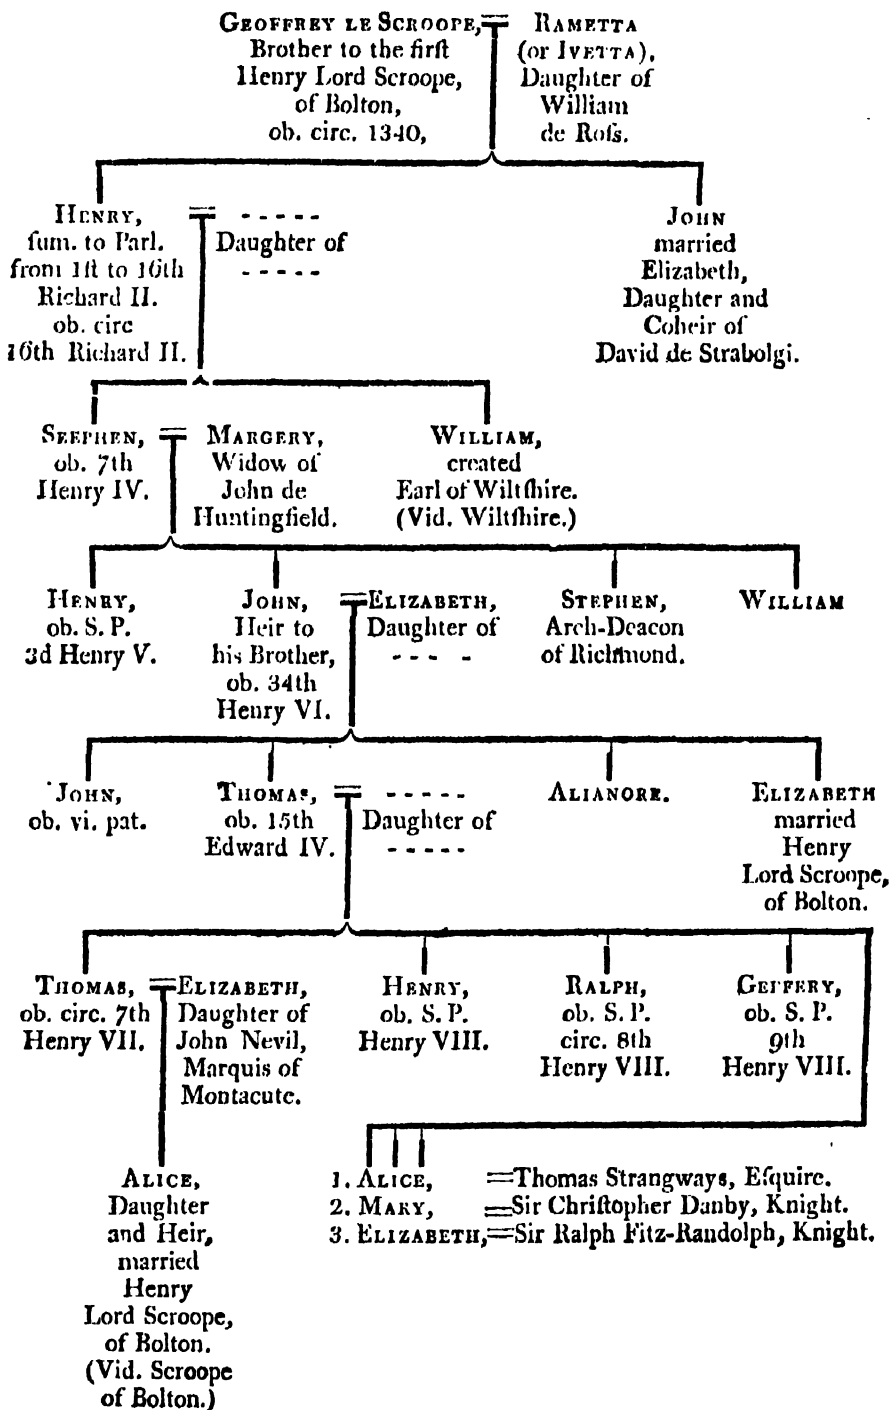 GEOFFREY LE SCROOPE,
Brother to the firſt
Henry Lord Scroope,
of Bolton,
ob. circ. 1340,
RAMETTA
(or IVETTA),
Daughter of
William
de Roſs.
HENRY,
ſum. to Parl.
from 1ſt to 16th
Richard II.
ob. circ
16th Richard II.
- - - - -
Daughter of
- - - - -
JOHN
married
Elizabeth,
Daughter and
Coheir of
David de Strabolgi.
SEEPHEN,
ob. 7th
Henry IV.
MARGERY,
Widow of
John de
Huntingfield.
WILLIAM,
created
Earl of Wiltſhire.
(Vid. Wiltſhire.)
HENRY,
ob. S. P.
3d Henry V.
JOHN,
Heir to
his Brother,
ob. 34th
Henry VI.
ELIZABETH,
Daughter of
- - - -
STEPHEN,
Arch-Deacon
of Richmond.
WILLIAM
JOHN,
ob. vi. pat.
THOMAS,
ob. 15th
Edward IV.
- - - - -
Daughter of
- - - - -
ALIANORE.
ELIZABETH
married
Henry
Lord Scroope,
of Bolton.
THOMAS,
ob. circ. 7th
Henry VII.
ELIZABETH,
Daughter of
John Nevil,
Marquis of
Montacute.
HENRY,
ob. S. P.
Henry VIII.
RALPH,
ob. S. P.
circ. 8th
Henry VIII.
GEFFERY,
ob. S. P.
9th
Henry VIII.
ALICE,
Daughter
and Heir,
married
Henry
Lord Scroope,
of Bolton.
(Vid. Scroope
of Bolton.)
1. ALICE, =Thomas Strangways, Eſquire.
2. MARY, =Sir Chriſtopher Danby, Knight.
3. ELIZABETH,=Sir Ralph Fitz-Randolph, Knight.